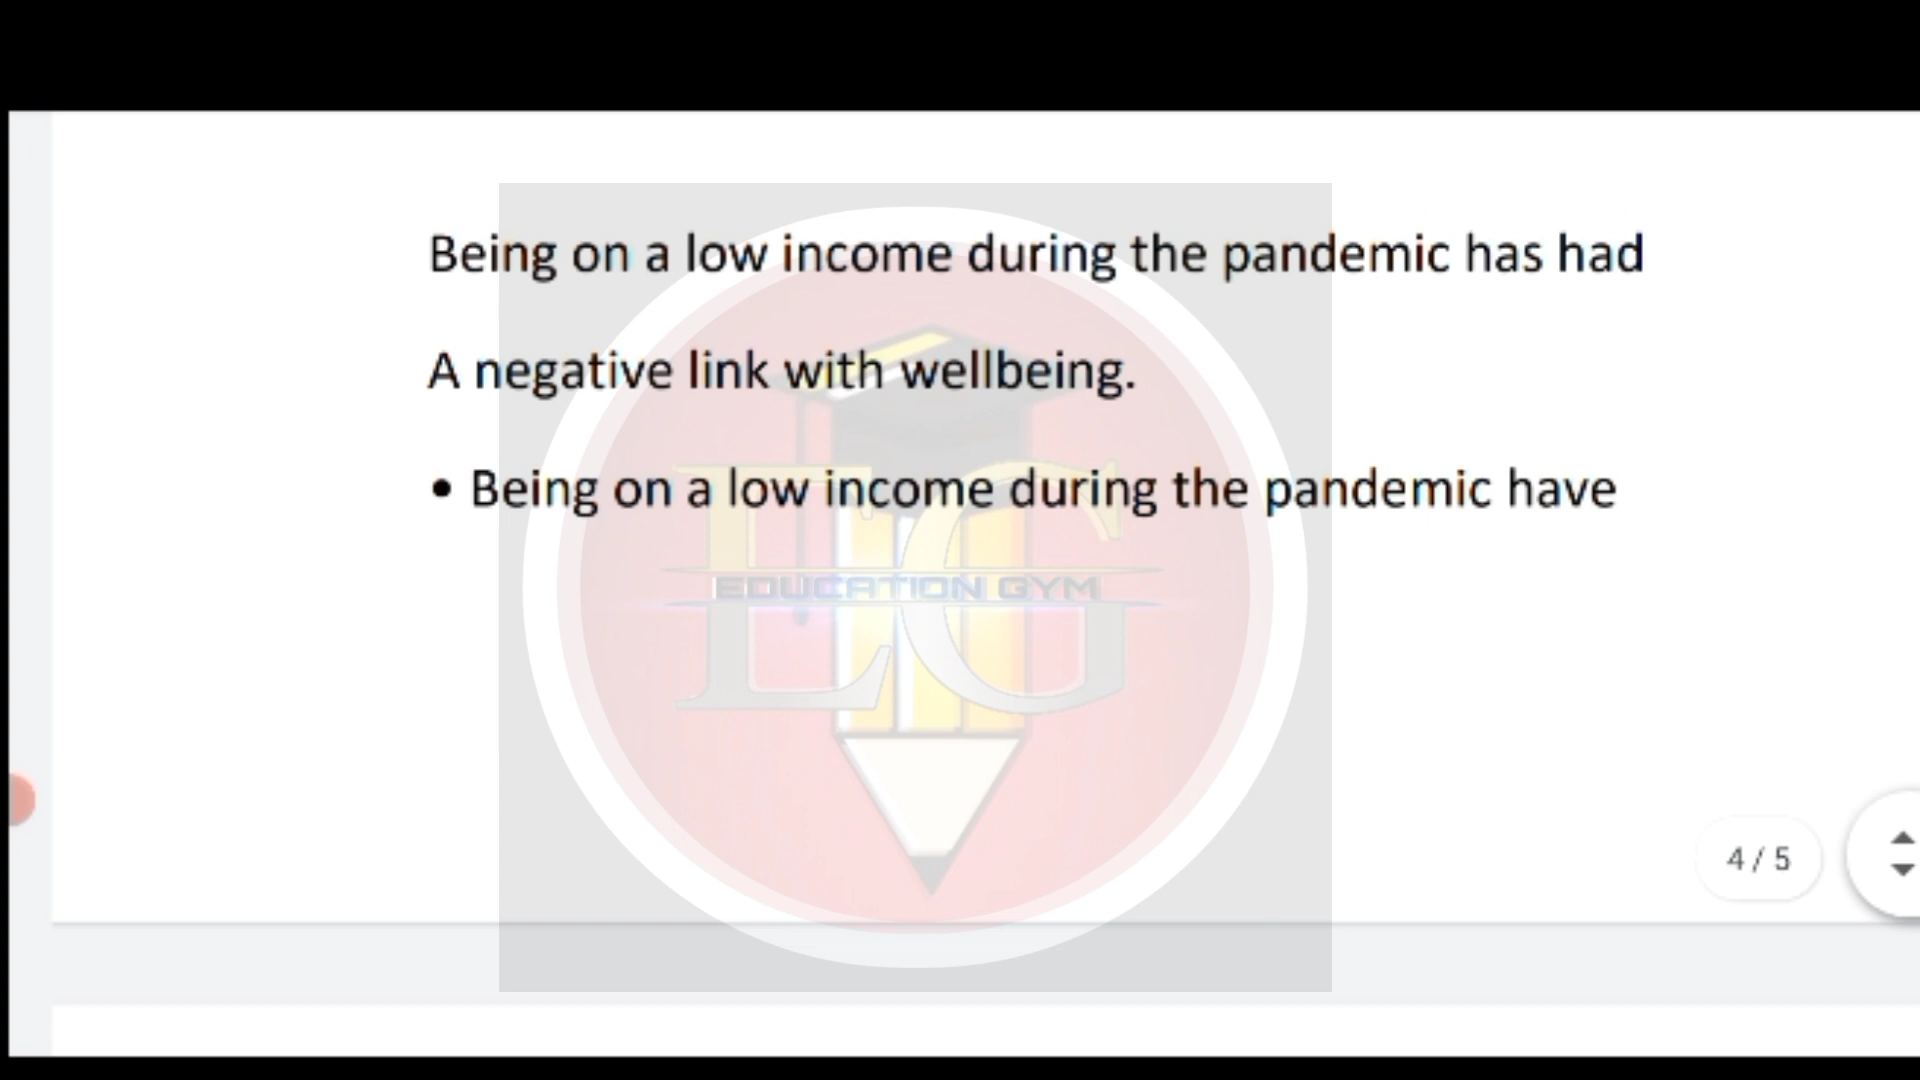 Being on a low income during the pandemic has had
A negative link with wellbeing.
• Being on a low income during the pandemic have
EG
EDUCATION GYM
4 / 5